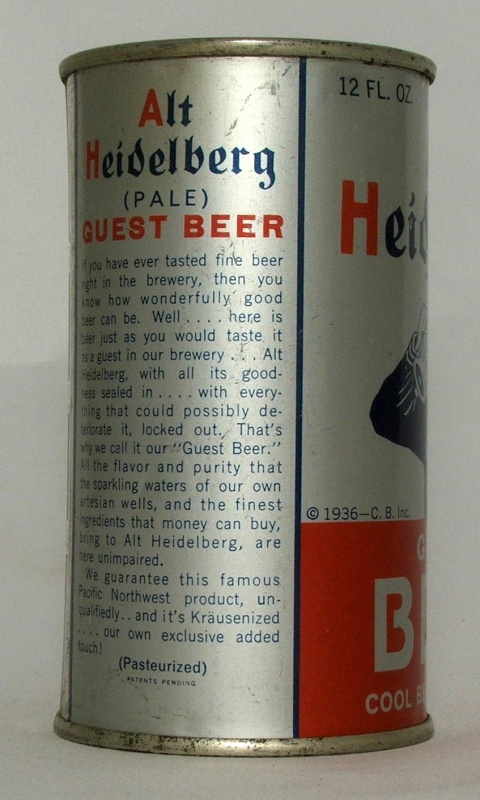 Alt
Heidelberg
(PALE)
GUEST BEER
If you have ever tasted fine beer
right in the brewery, then you
know how wonderfully good
beer can be. Well .... here is
beer just as you would taste it
as a guest in our brewery ... Alt
Heidelberg, with all its good-
ness sealed in .... with every-
thing that could possibly de-
teriorate it, locked out. That's
why we call it our "Guest Beer."
All the flavor and purity that
the sparkling waters of our own
artesian wells, and the finest
ingredients that money can buy,
bring to Alt Heidelberg, are
here unimpaired.
We guarantee this famous
Pacific Northwest product, un-
qualifiedly.. and it's Kräusenized
.... our own exclusive added
touch!
(Pasteurized)
PATENTS PENDING
12 FL. OZ.
Heid
© 1936—C. B. Inc.
G
B
COOL B